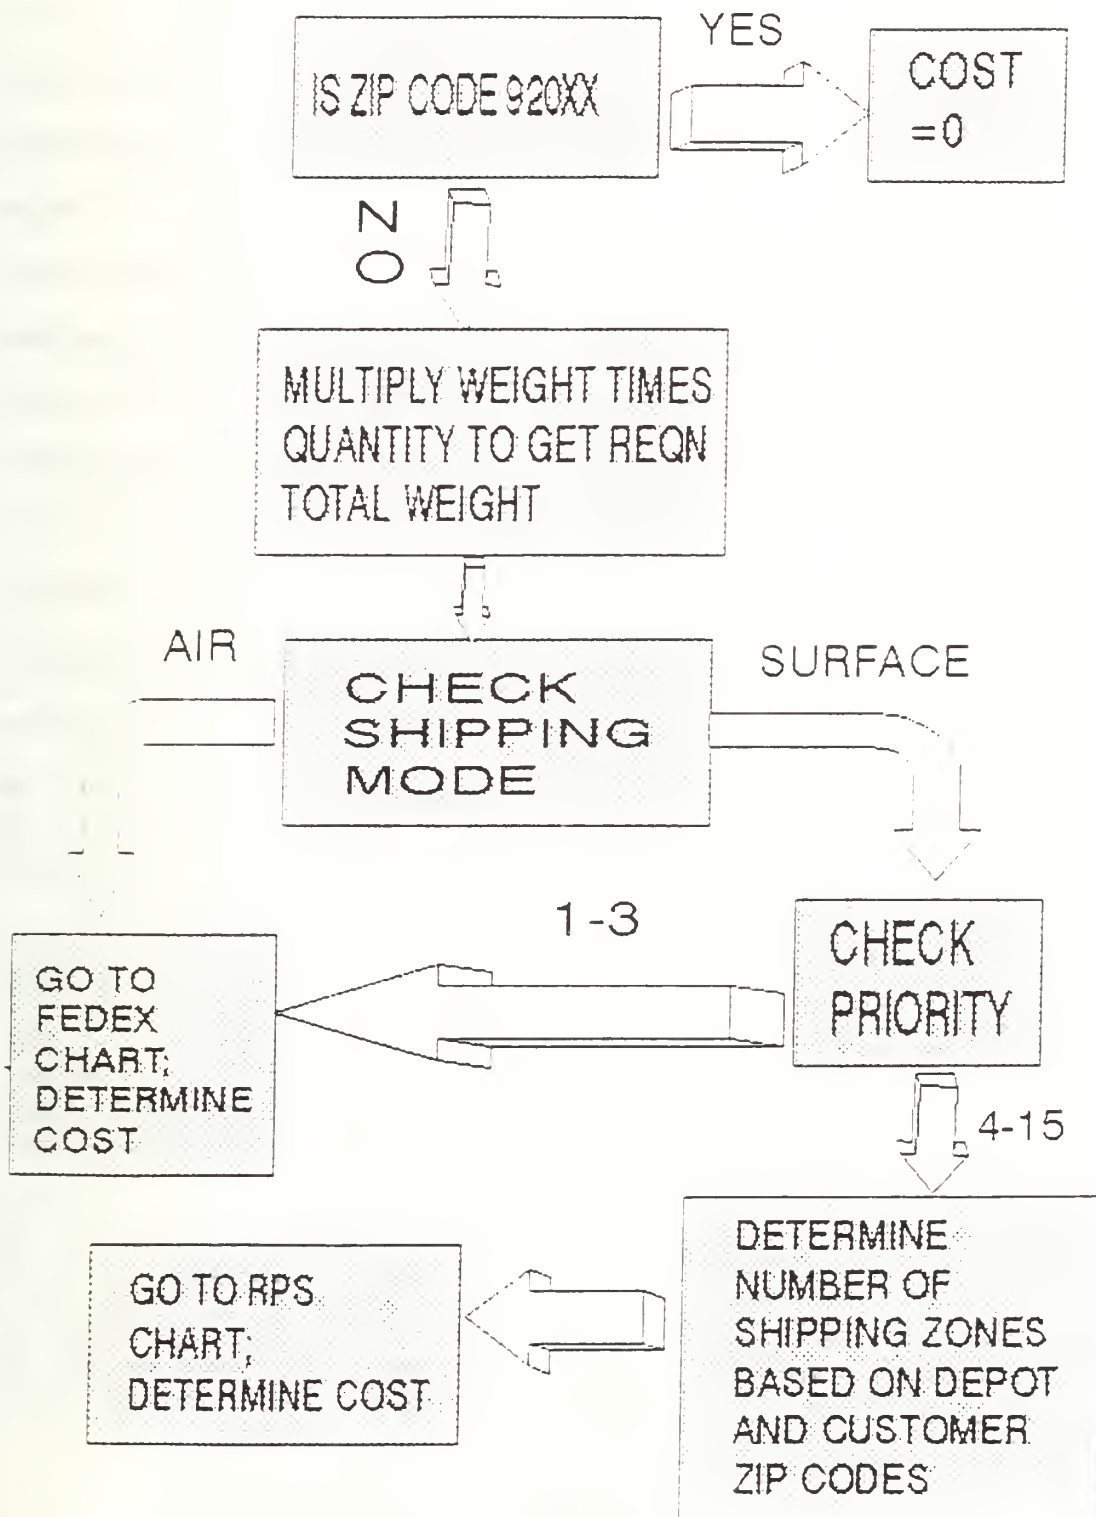 YES
IS ZIP CODE 920XX
COST
=0
NO
MULTIPLY WEIGHT TIMES
QUANTITY TO GET REQN
TOTAL WEIGHT
AIR
SURFACE
CHECK
SHIPPING
MODE
1-3
CHECK
PRIORITY
GO TO
FEDEX
CHART;
DETERMINE
COST
4-15
DETERMINE
NUMBER OF
SHIPPING ZONES
BASED ON DEPOT
AND CUSTOMER
ZIP CODES
GO TO RPS
CHART;
DETERMINE COST